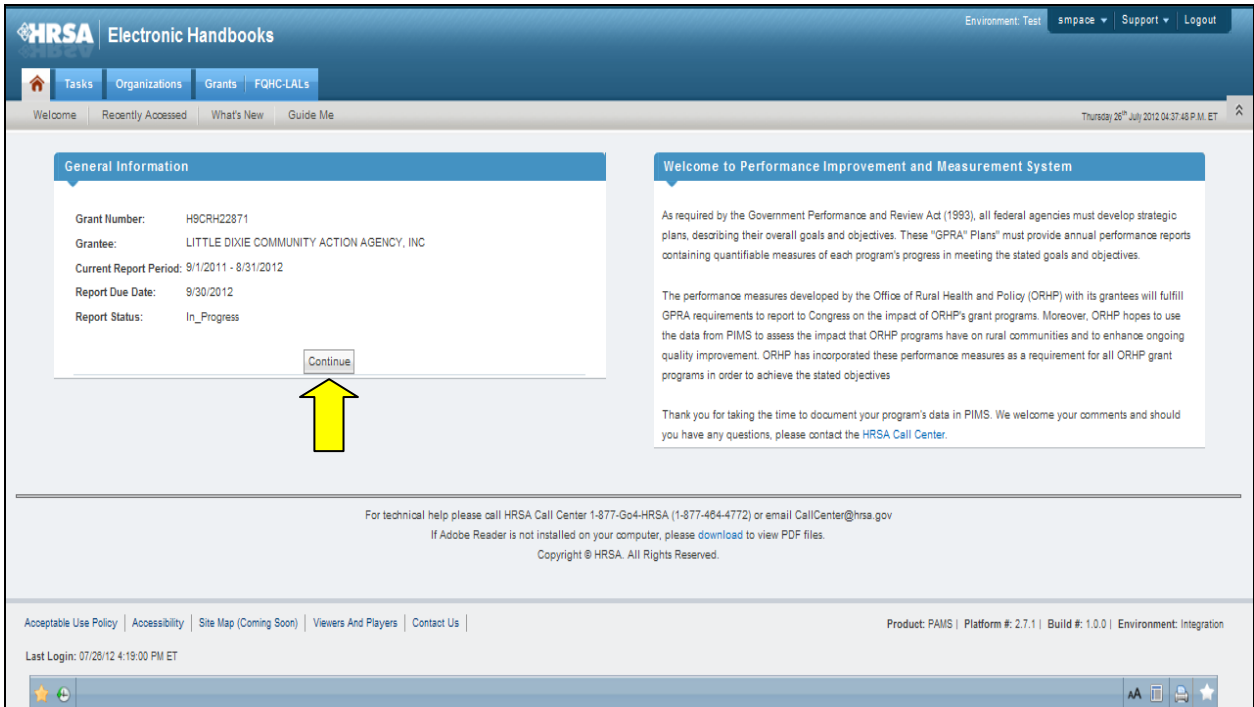 Environment: Test smpace Support Logout
HRSA Electronic Handbooks
Tasks Organizations Grants FQHC-LALs
Welcome Recently Accessed What's New Guide Me Thursday 26th July 2012 04:37:48 P.M. ET
General Information
Grant Number: H9CRH22871
Grantee: LITTLE DIXIE COMMUNITY ACTION AGENCY, INC
Current Report Period: 9/1/2011 - 8/31/2012
Report Due Date: 9/30/2012
Report Status: In_Progress
Continue
Welcome to Performance Improvement and Measurement System
As required by the Government Performance and Review Act (1993), all federal agencies must develop strategic
plans, describing their overall goals and objectives. These "GPRA" Plans" must provide annual performance reports
containing quantifiable measures of each program's progress in meeting the stated goals and objectives.
The performance measures developed by the Office of Rural Health and Policy (ORHP) with its grantees will fulfill
GPRA requirements to report to Congress on the impact of ORHP's grant programs. Moreover, ORHP hopes to use
the data from PIMS to assess the impact that ORHP programs have on rural communities and to enhance ongoing
quality improvement. ORHP has incorporated these performance measures as a requirement for all ORHP grant
programs in order to achieve the stated objectives
Thank you for taking the time to document your program's data in PIMS. We welcome your comments and should
you have any questions, please contact the HRSA Call Center.
For technical help please call HRSA Call Center 1-877-Go4-HRSA (1-877-464-4772) or email CallCenter@hrsa.gov
If Adobe Reader is not installed on your computer, please download to view PDF files.
Copyright © HRSA. All Rights Reserved.
Acceptable Use Policy | Accessibility | Site Map (Coming Soon) | Viewers And Players | Contact Us |
Product: PAMS | Platform #: 2.7.1 | Build #: 1.0.0 | Environment: Integration
Last Login: 07/26/12 4:19:00 PM ET
AA